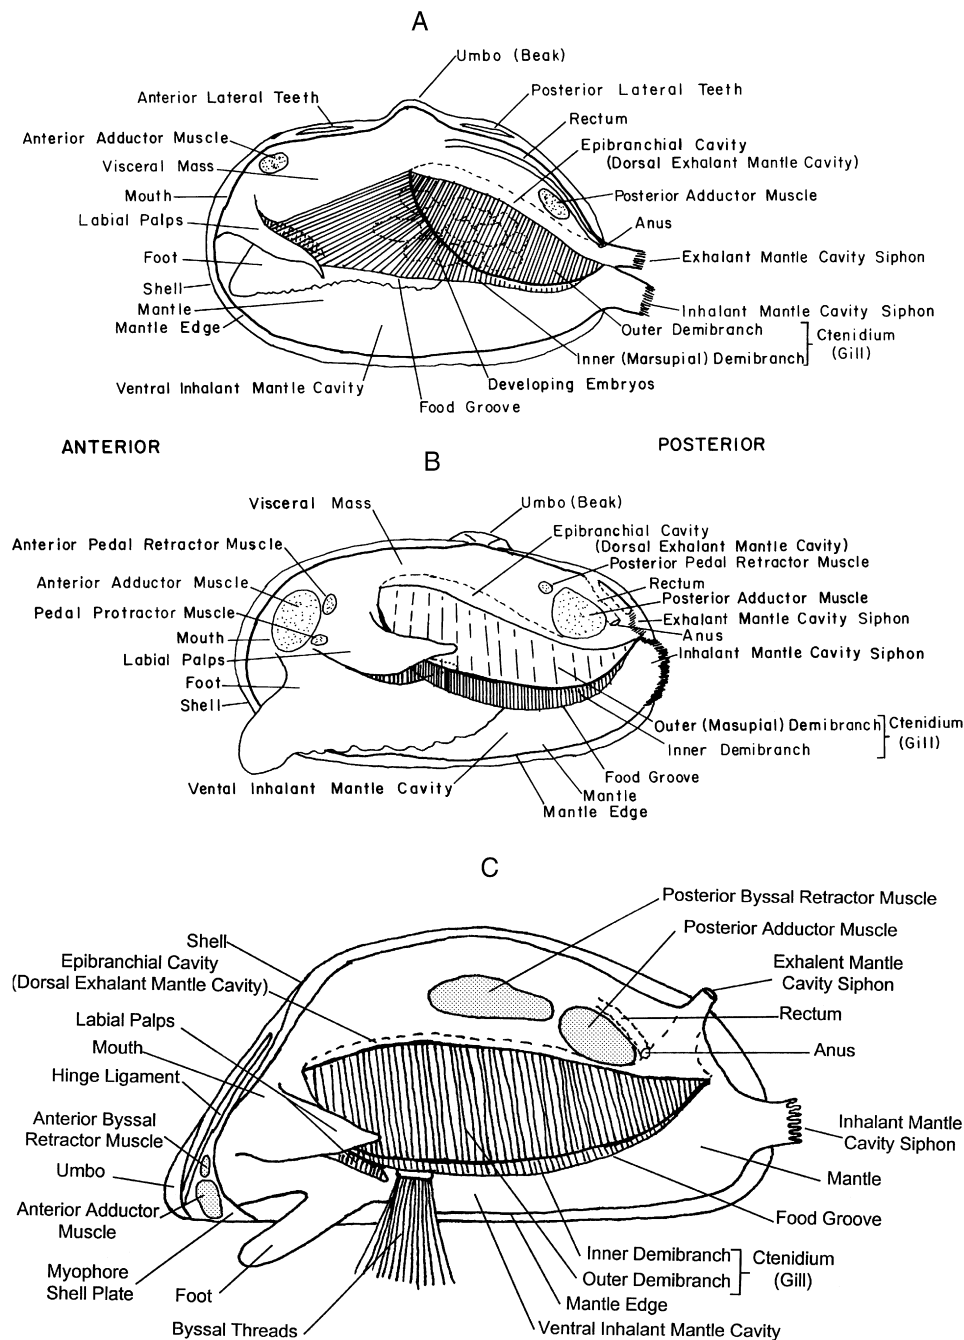 A
Umbo (Beak)
Anterior Lateral Teeth
Posterior Lateral Teeth
Rectum
Anterior Adductor Muscle
Epibranchial Cavity
(Dorsal Exhalant Mantle Cavity)
Visceral Mass
Mouth
Posterior Adductor Muscle
Labial Palps
Anus
Foot
Exhalant Mantle Cavity Siphon
Shell
Mantle
Inhalant Mantle Cavity Siphon
Mantle Edge
Outer Demibranch
Ctenidium
(Gill)
Inner (Marsupial) Demibranch
Ventral Inhalant Mantle Cavity
Developing Embryos
Food Groove
ANTERIOR
POSTERIOR
B
Visceral Mass
Umbo (Beak)
Epibranchial Cavity
(Dorsal Exhalant Mantle Cavity)
Anterior Pedal Retractor Muscle
Posterior Pedal Retractor Muscle
Anterior Adductor Muscle
Rectum
Posterior Adductor Muscle
Pedal Protractor Muscle
Exhalant Mantle Cavity Siphon
Mouth
Anus
Labial Palps
Inhalant Mantle Cavity Siphon
Foot
Shell
Outer (Masupial) Demibranch
Ctenidium
(Gill)
Inner Demibranch
Food Groove
Vental Inhalant Mantle Cavity
Mantle
Mantle Edge
C
Posterior Byssal Retractor Muscle
Posterior Adductor Muscle
Shell
Epibranchial Cavity
(Dorsal Exhalant Mantle Cavity)
Exhalent Mantle
Cavity Siphon
Rectum
Labial Palps
Mouth
Anus
Hinge Ligament
Anterior Byssal
Retractor Muscle
Inhalant Mantle
Cavity Siphon
Umbo
Mantle
Anterior Adductor
Muscle
Food Groove
Myophore
Shell Plate
Inner Demibranch
Ctenidium
(Gill)
Outer Demibranch
Foot
Mantle Edge
Byssal Threads
Ventral Inhalant Mantle Cavity